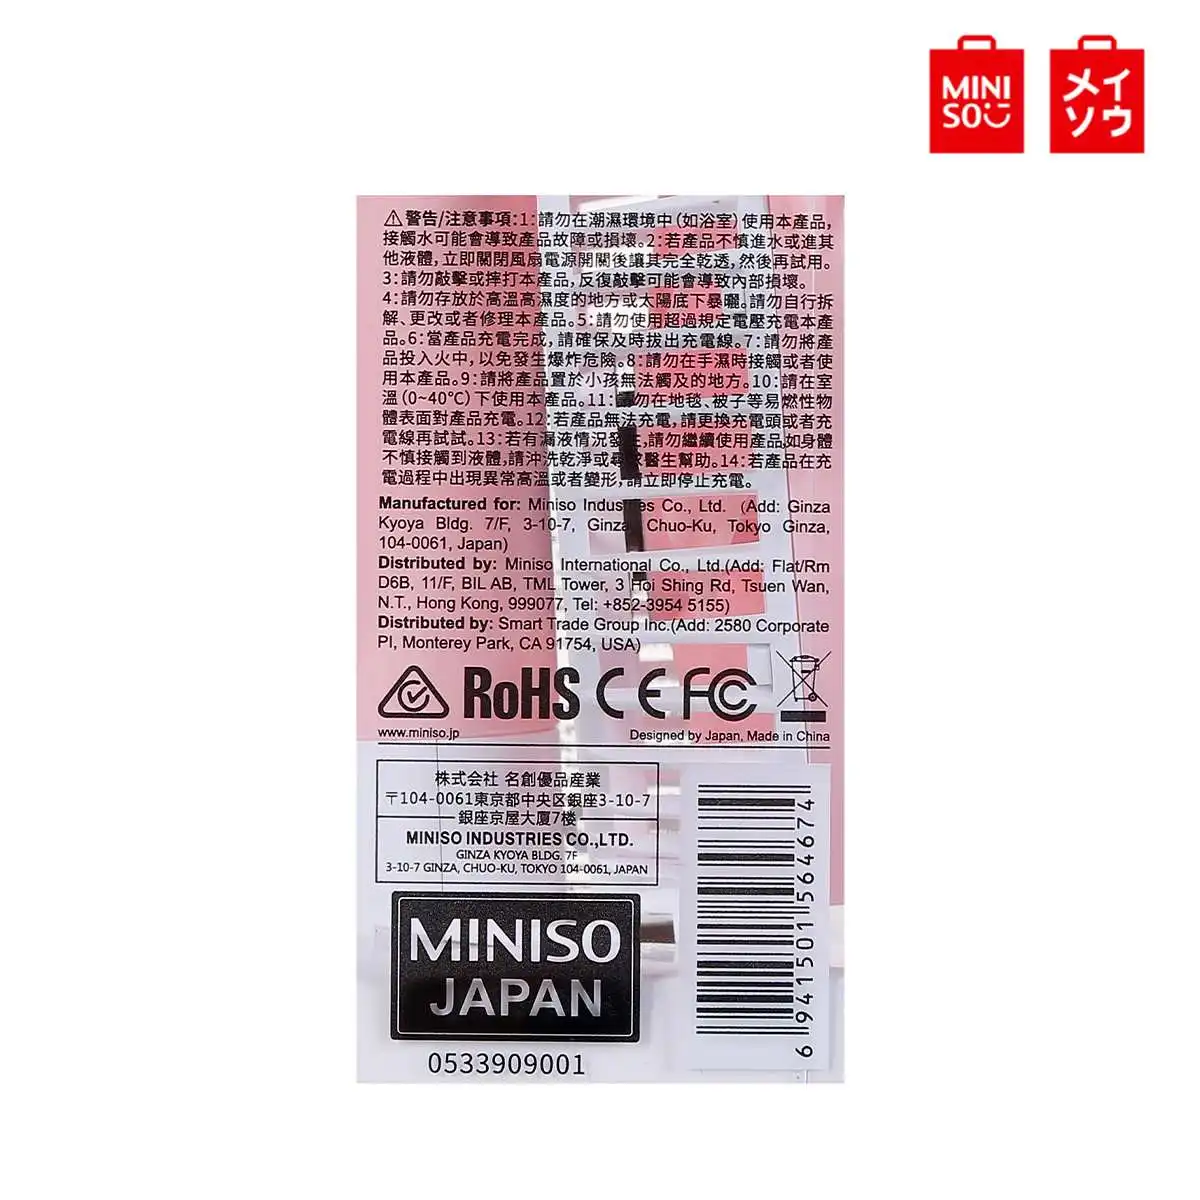 MINI
SO
メイ
ソウ
⚠警告/注意事項:1:請勿在潮濕環境中(如浴室)使用本產品,
接觸水可能會導致產品故障或損壞。2:若產品不慎進水或進其
他液體,立即關閉風扇電源開關後讓其完全乾透,然後再試用。
3:請勿敲擊或摔打本產品,反復敲擊可能會導致內部損壞。
4:請勿存放於高溫高濕度的地方或太陽底下暴曬。請勿自行拆
解、更改或者修理本產品。5:請勿使用超過規定電壓充電本產
品。6:當產品充電完成,請確保及時拔出充電線。7:請勿將產
品投入火中,以免發生爆炸危險。8:請勿在手濕時接觸或者使
用本產品。9:請將產品置於小孩無法觸及的地方。10:請在室
溫(0~40℃)下使用本產品。11:請勿在地毯、被子等易燃性物
體表面對產品充電。12:若產品無法充電,請更換充電頭或者充
電線再試試。13:若有漏液情況發生,請勿繼續使用產品,如身體
不慎接觸到液體,請沖洗乾淨或尋求醫生幫助。14:若產品在充
電過程中出現異常高溫或者變形,請立即停止充電。
Manufactured for: Miniso Industries Co., Ltd. (Add: Ginza
Kyoya Bldg. 7/F, 3-10-7, Ginza, Chuo-Ku, Tokyo Ginza,
104-0061, Japan)
Distributed by: Miniso International Co., Ltd.(Add: Flat/Rm
D6B, 11/F, BIL AB, TML Tower, 3 Hoi Shing Rd, Tsuen Wan,
N.T., Hong Kong, 999077, Tel: +852-3954 5155)
Distributed by: Smart Trade Group Inc.(Add: 2580 Corporate
Pl, Monterey Park, CA 91754, USA)
RoHS CE FC
www.miniso.jp
Designed by Japan, Made in China
株式会社 名創優品産業
〒104-0061東京都中央区銀座3-10-7
銀座京屋大厦7楼
MINISO INDUSTRIES CO.,LTD.
GINZA KYOYA BLDG. 7F
3-10-7 GINZA, CHUO-KU, TOKYO 104-0061, JAPAN
MINISO
JAPAN
0533909001
6 941501 564674